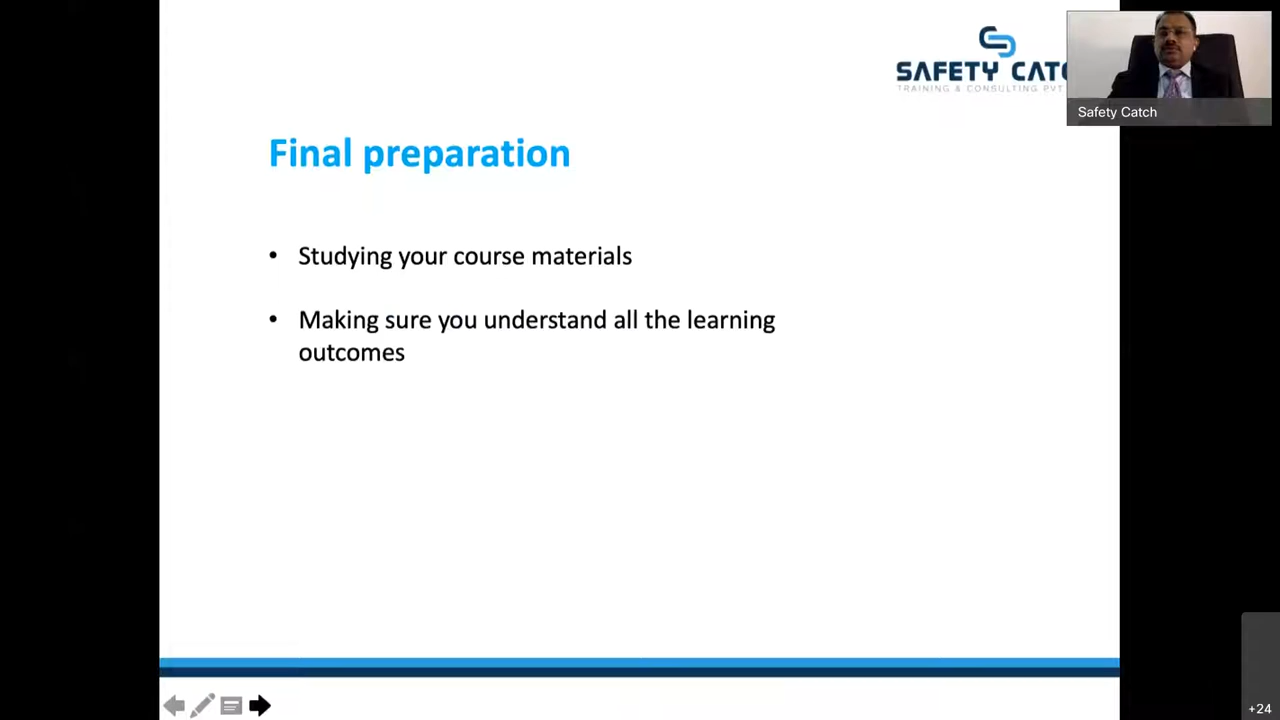 SAFETY CATC
TRAINING & CONSULTING PVT
Safety Catch
Final preparation
• Studying your course materials
• Making sure you understand all the learning
outcomes
+24